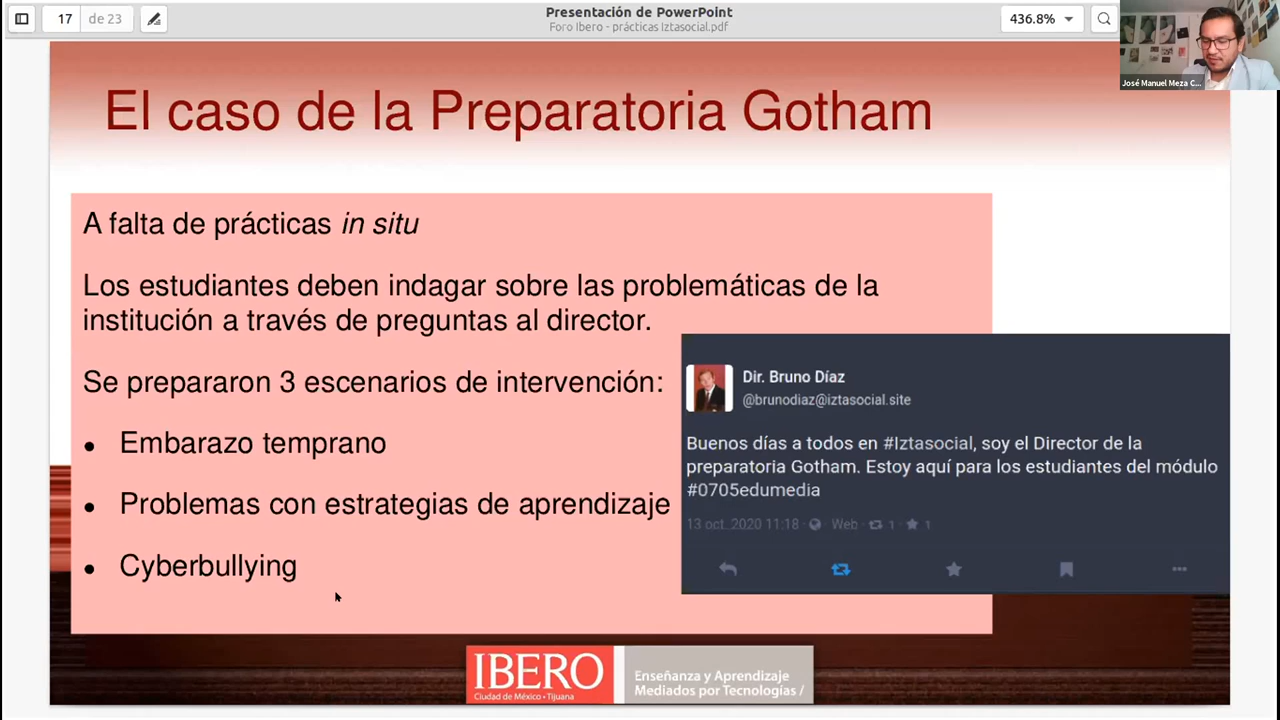 17
de 23
Presentación de PowerPoint
Foro Ibero - prácticas Iztasocial.pdf
436.8%
José Manuel Meza C...
El caso de la Preparatoria Gotham
A falta de prácticas in situ
Los estudiantes deben indagar sobre las problemáticas de la
institución a través de preguntas al director.
Se prepararon 3 escenarios de intervención:
• Embarazo temprano
• Problemas con estrategias de aprendizaje
• Cyberbullying
Dir. Bruno Díaz
@brunodiaz@iztasocial.site
Buenos días a todos en #Iztasocial, soy el Director de la
preparatoria Gotham. Estoy aquí para los estudiantes del módulo
#0705edumedia
13 oct. 2020 11:18 · Web · 1 · 1
IBERO
Ciudad de México • Tijuana
Enseñanza y Aprendizaje
Mediados por Tecnologías /